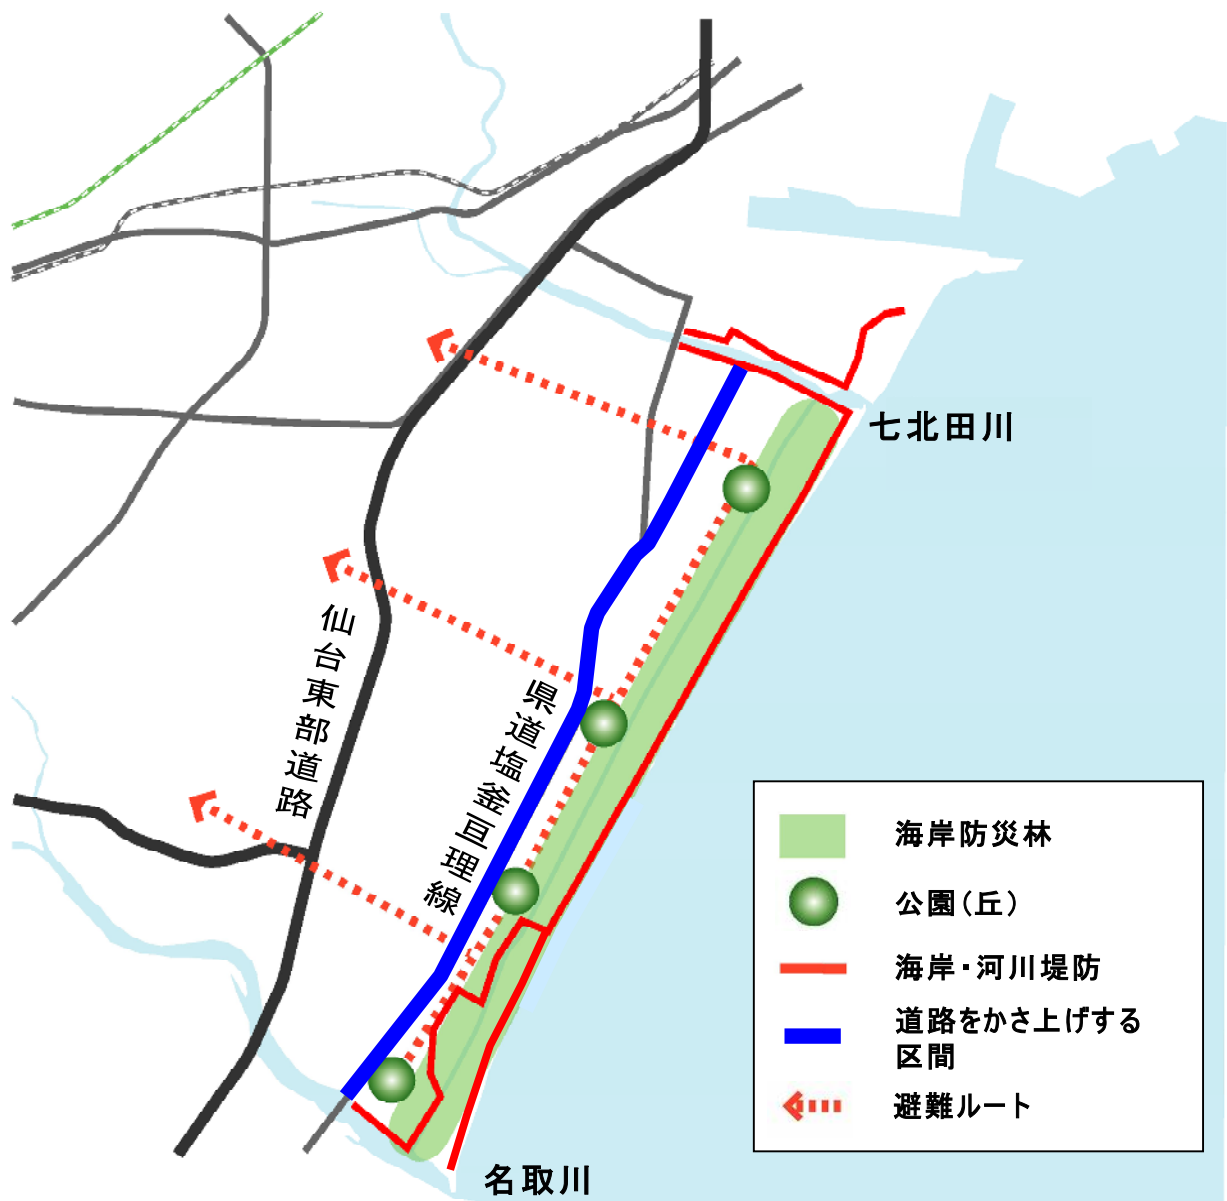 七北田川
仙台東部道路
県道塩釜亘理線
海岸防災林
公園(丘)
海岸・河川堤防
道路をかさ上げする
区間
避難ルート
名取川